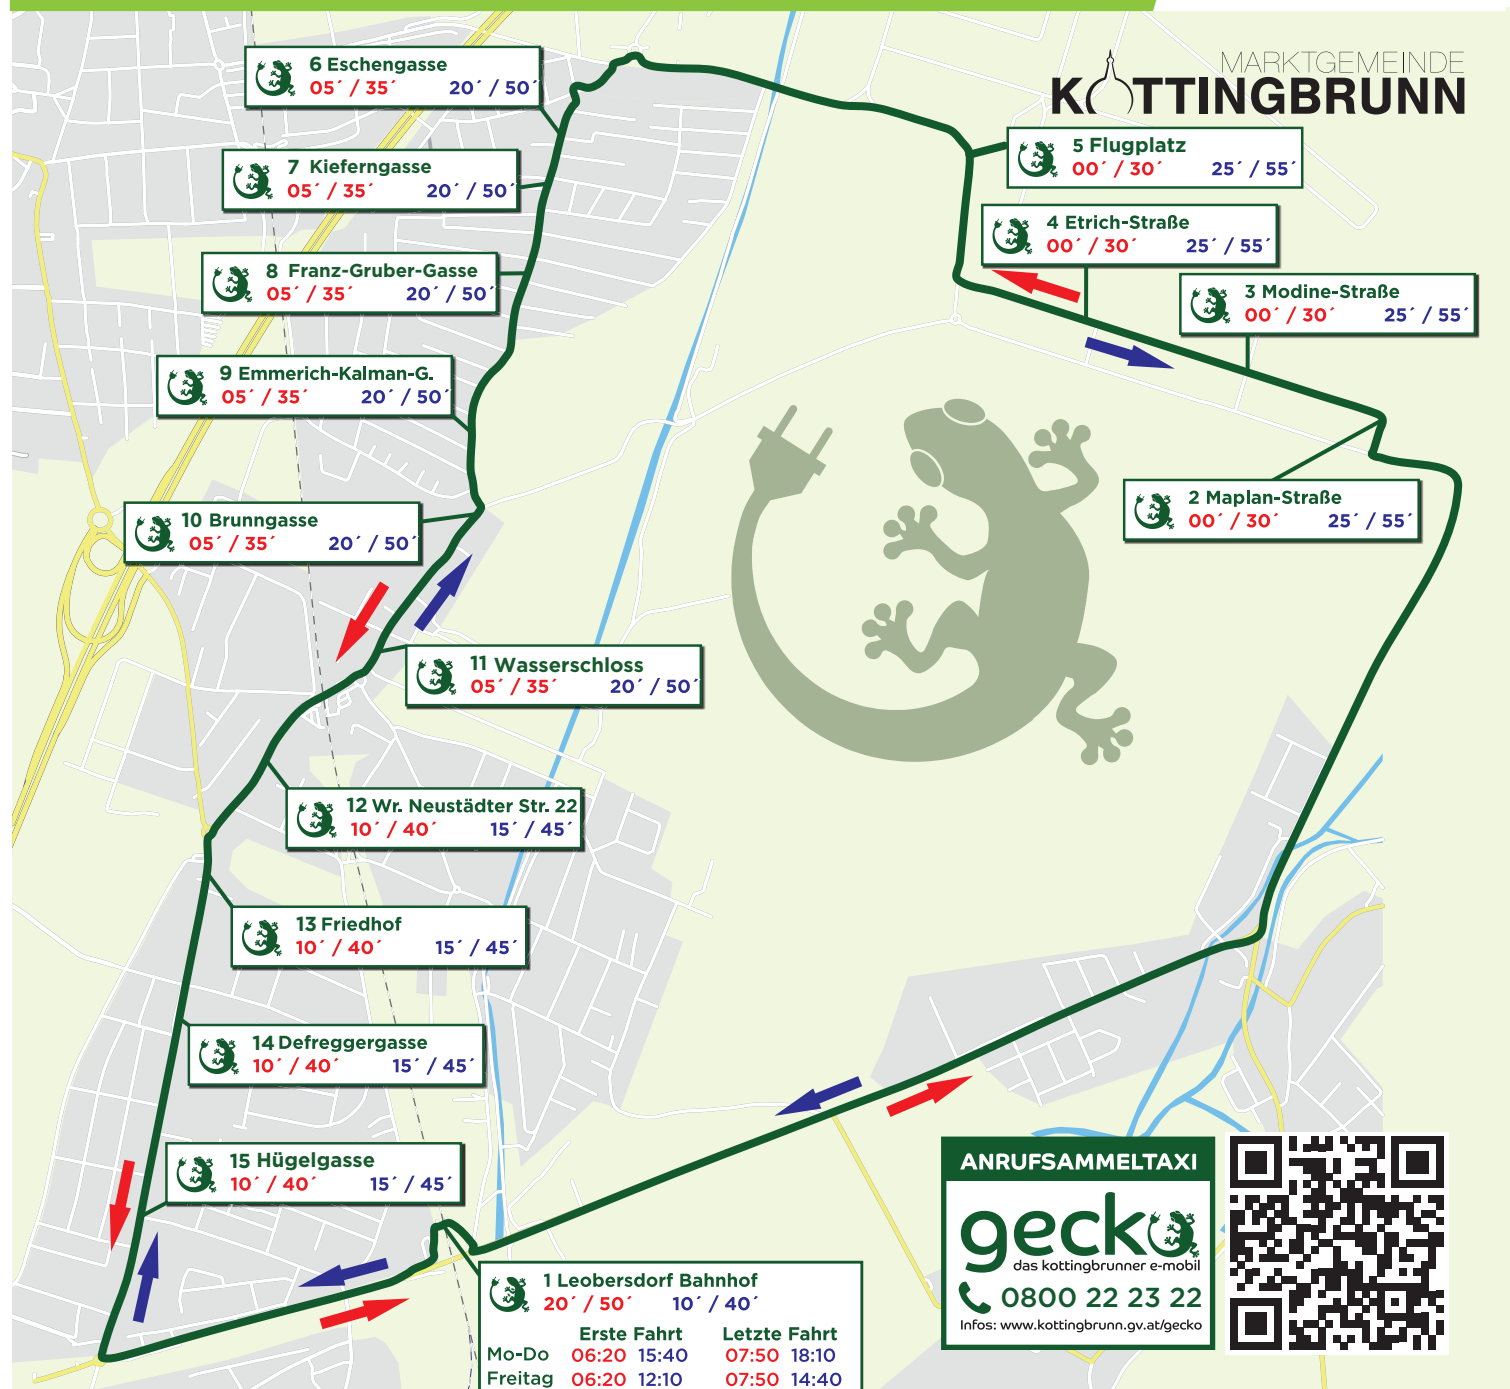 MARKTGEMEINDE
KOTTINGBRUNN
6 Eschengasse
05´ / 35´ 20´ / 50´
7 Kieferngasse
05´ / 35´ 20´ / 50´
8 Franz-Gruber-Gasse
05´ / 35´ 20´ / 50´
9 Emmerich-Kalman-G.
05´ / 35´ 20´ / 50´
10 Brunngasse
05´ / 35´ 20´ / 50´
5 Flugplatz
00´ / 30´ 25´ / 55´
4 Etrich-Straße
00´ / 30´ 25´ / 55´
3 Modine-Straße
00´ / 30´ 25´ / 55´
2 Maplan-Straße
00´ / 30´ 25´ / 55´
11 Wasserschloss
05´ / 35´ 20´ / 50´
12 Wr. Neustädter Str. 22
10´ / 40´ 15´ / 45´
13 Friedhof
10´ / 40´ 15´ / 45´
14 Defreggergasse
10´ / 40´ 15´ / 45´
15 Hügelgasse
10´ / 40´ 15´ / 45´
1 Leobersdorf Bahnhof
20´ / 50´ 10´ / 40´
Erste Fahrt Letzte Fahrt
Mo-Do 06:20 15:40 07:50 18:10
Freitag 06:20 12:10 07:50 14:40
ANRUFSAMMELTAXI
gecko
das kottingbrunner e-mobil
0800 22 23 22
Infos: www.kottingbrunn.gv.at/gecko